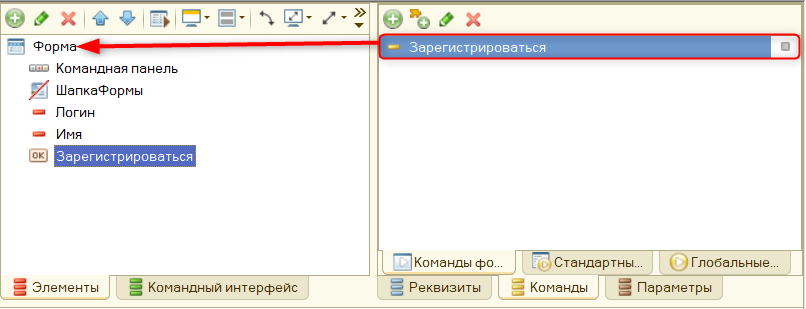 Форма
Командная панель
ШапкаФормы
Логин
Имя
OK Зарегистрироваться
Элементы
Командный интерфейс
Зарегистрироваться
Команды фо...
Стандартны...
Глобальные...
Реквизиты
Команды
Параметры